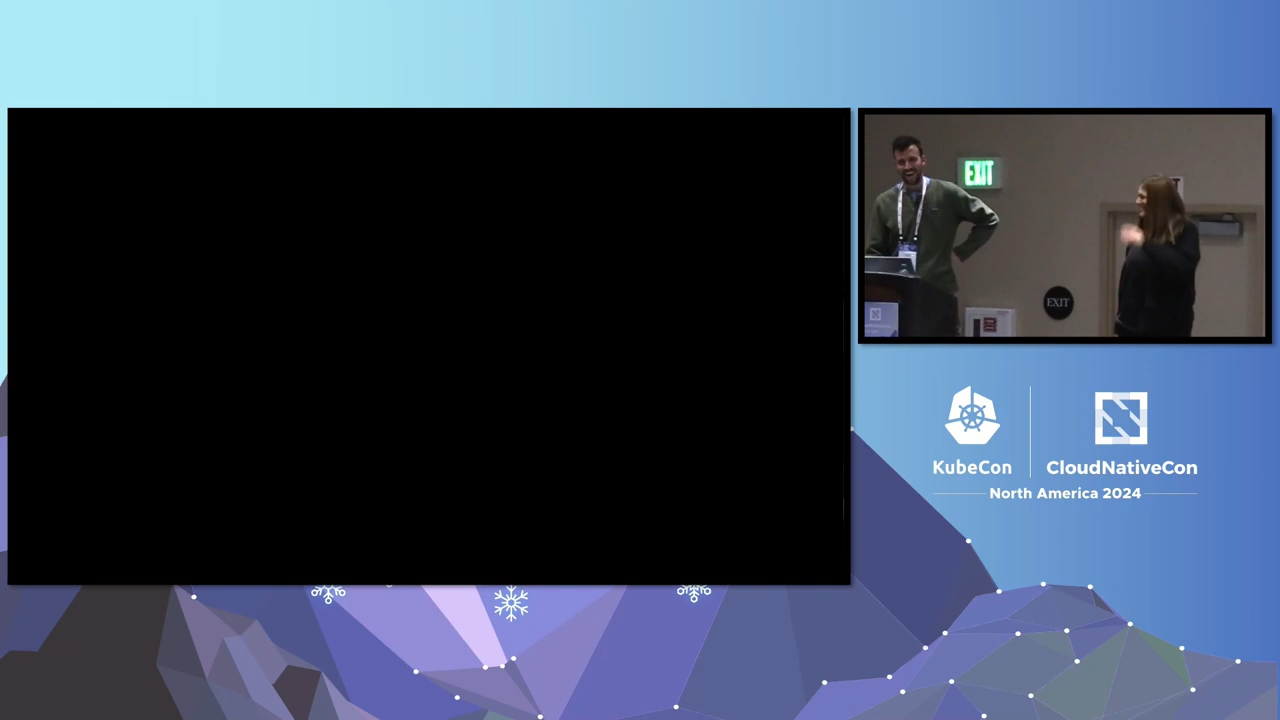 EXIT
EXIT
KubeCon
CloudNativeCon
North America 2024